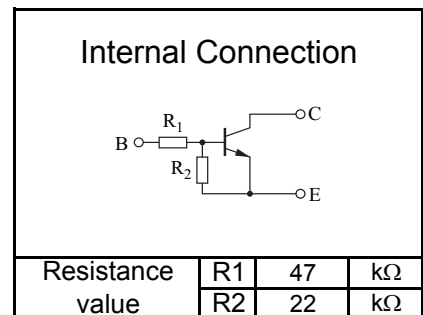 Internal Connection
C
R1
B
R2
E
Resistance value R1 47 kΩ
R2 22 kΩ